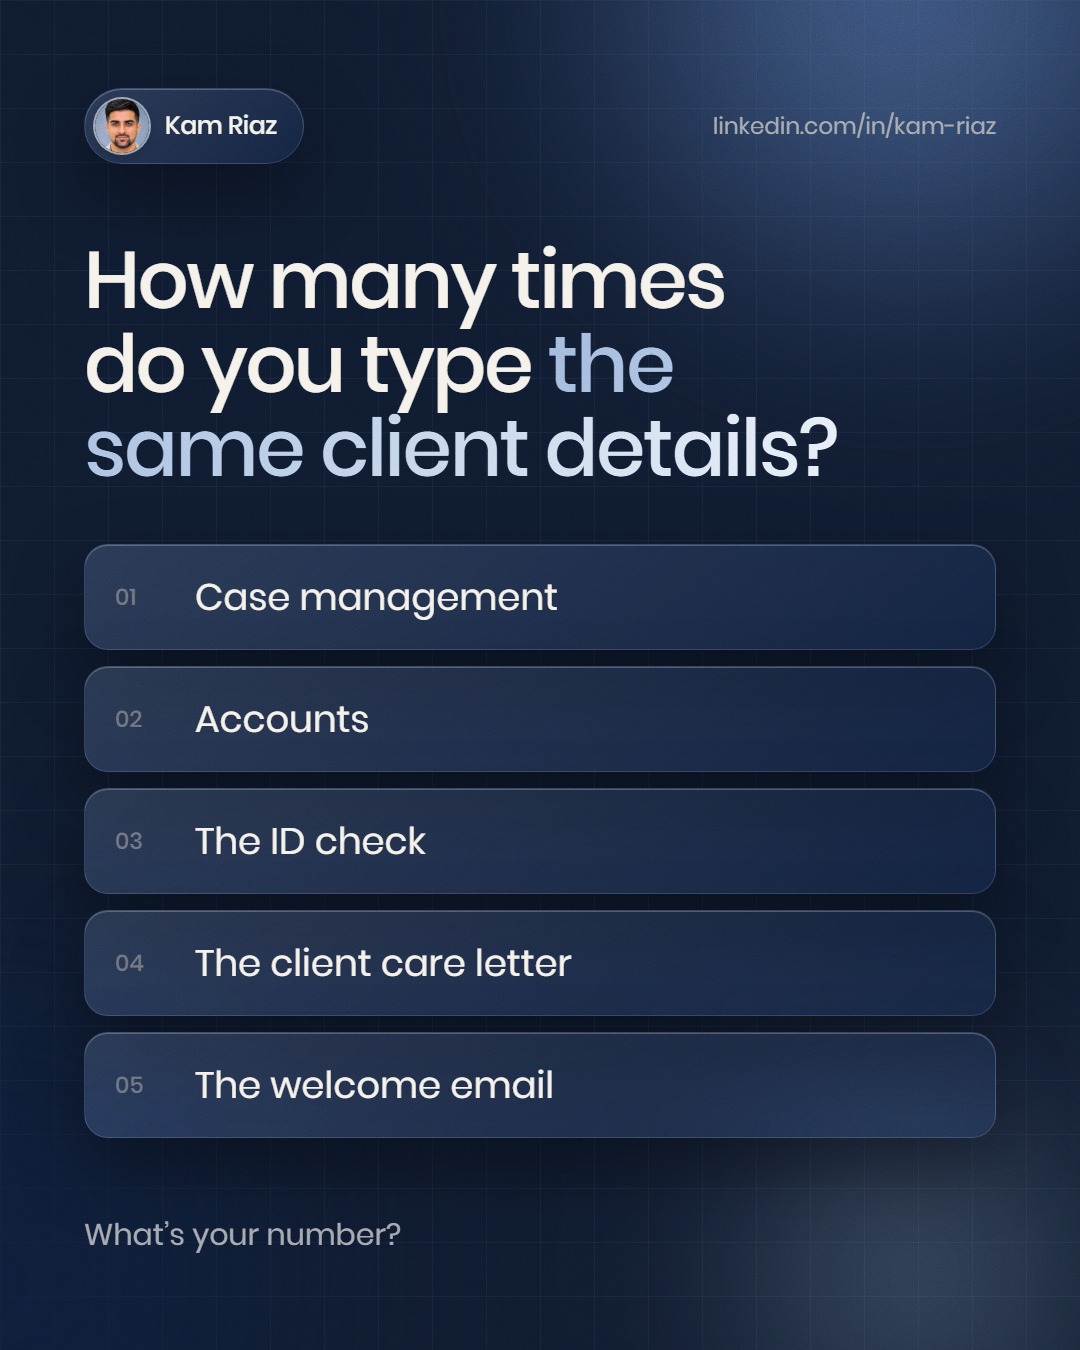 Kam Riaz
linkedin.com/in/kam-riaz
How many times
do you type the
same client details?
01 Case management
02 Accounts
03 The ID check
04 The client care letter
05 The welcome email
What's your number?